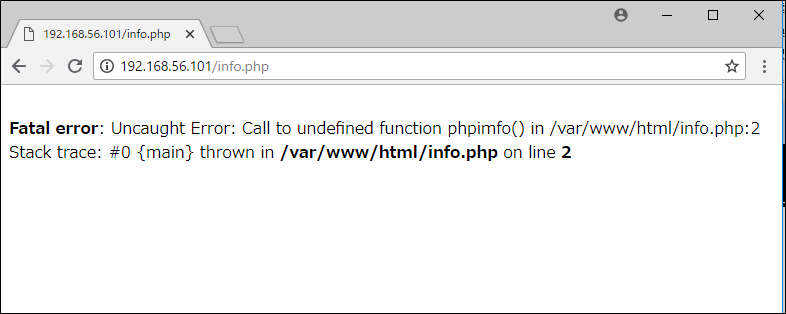 192.168.56.101/info.php
192.168.56.101/info.php
Fatal error: Uncaught Error: Call to undefined function phpimfo() in /var/www/html/info.php:2
Stack trace: #0 {main} thrown in /var/www/html/info.php on line 2